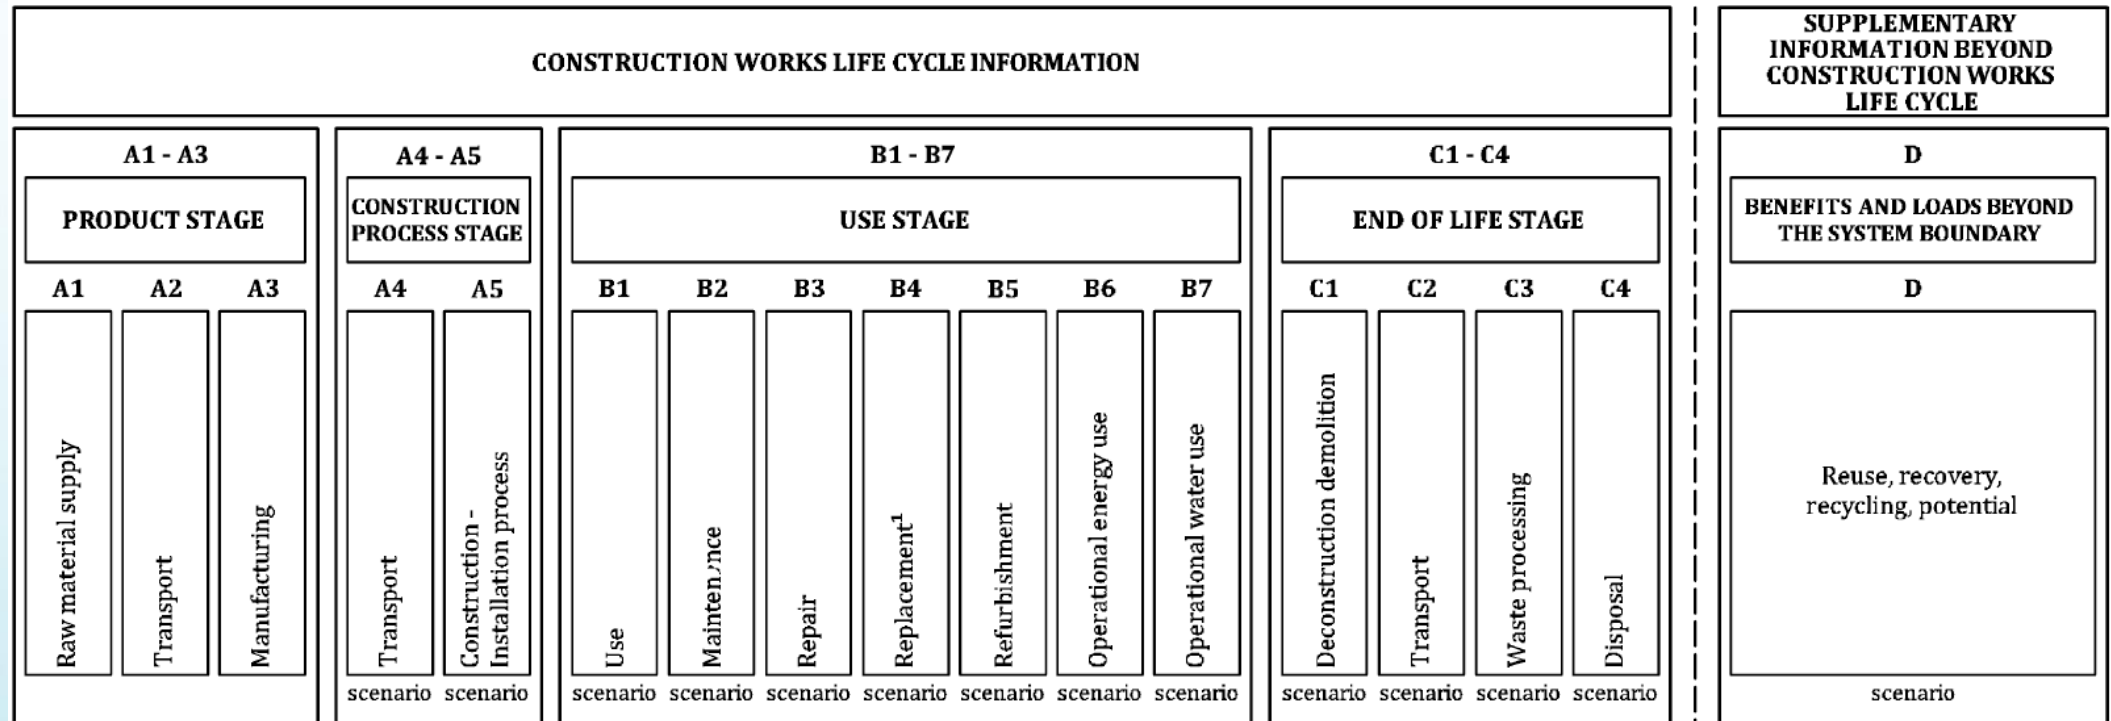 CONSTRUCTION WORKS LIFE CYCLE INFORMATION
SUPPLEMENTARY
INFORMATION BEYOND
CONSTRUCTION WORKS
LIFE CYCLE
A1 - A3
PRODUCT STAGE
A1 A2 A3
Raw material supply
Transport
Manufacturing
A4 - A5
CONSTRUCTION
PROCESS STAGE
A4 A5
Transport
Construction -
Installation process
scenario scenario
B1 - B7
USE STAGE
B1 B2 B3 B4 B5 B6 B7
Use
Repair
Replacement¹
Refurbishment
Operational energy use
Operational water use
scenario scenario scenario scenario scenario scenario scenario
C1 - C4
END OF LIFE STAGE
C1 C2 C3 C4
Deconstruction demolition
Transport
Waste processing
Disposal
scenario scenario scenario scenario
D
BENEFITS AND LOADS BEYOND
THE SYSTEM BOUNDARY
D
Reuse, recovery,
recycling, potential
scenario